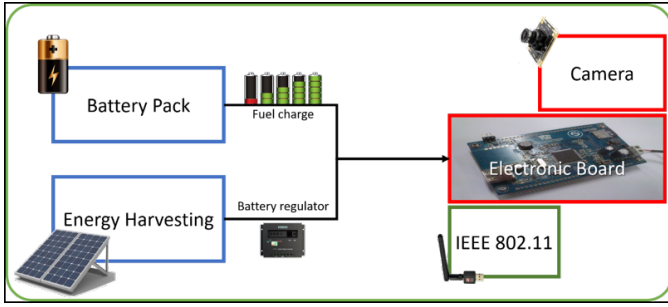 Battery Pack
Fuel charge
Camera
Electronic Board
Energy Harvesting
Battery regulator
IEEE 802.11